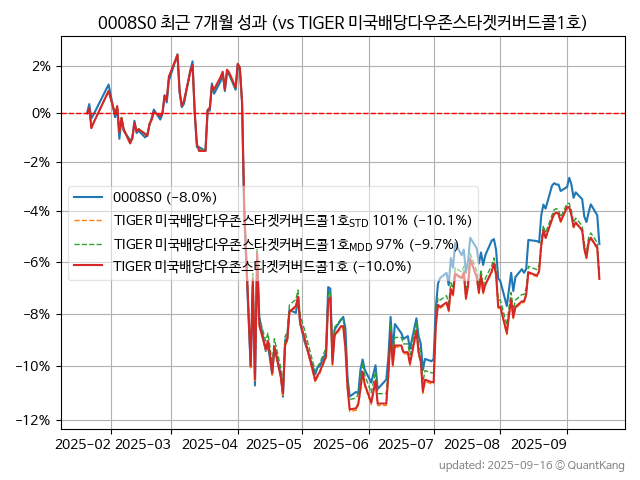 0008S0 최근 7개월 성과 (vs TIGER 미국배당다우존스타겟커버드콜1호)
2%
0%
−2%
−4%
−6%
−8%
−10%
−12%
0008S0 (−8.0%)
TIGER 미국배당다우존스타겟커버드콜1호STD 101% (−10.1%)
TIGER 미국배당다우존스타겟커버드콜1호MDD 97% (−9.7%)
TIGER 미국배당다우존스타겟커버드콜1호 (−10.0%)
2025-02 2025-03 2025-04 2025-05 2025-06 2025-07 2025-08 2025-09
updated: 2025-09-16 © QuantKang